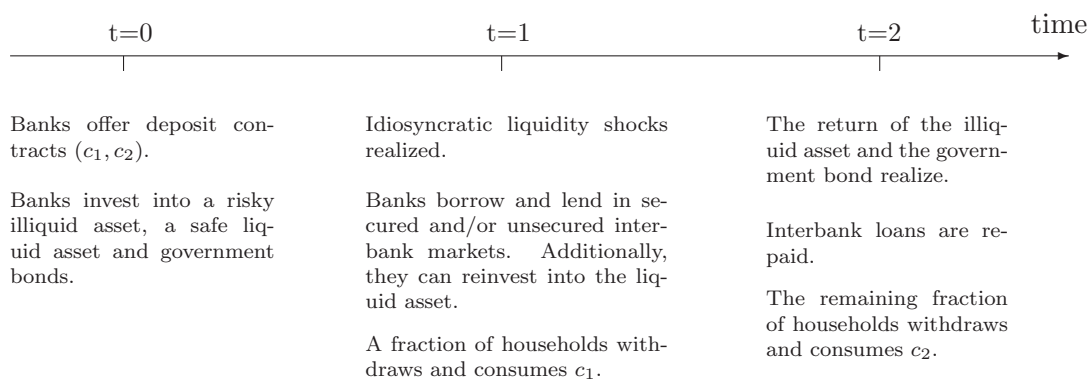 t=0 t=1 t=2 time
Banks offer deposit con-
tracts (c₁, c₂).
Banks invest into a risky
illiquid asset, a safe liq-
uid asset and government
bonds.
Idiosyncratic liquidity shocks
realized.
Banks borrow and lend in se-
cured and/or unsecured inter-
bank markets. Additionally,
they can reinvest into the liq-
uid asset.
A fraction of households with-
draws and consumes c₁.
The return of the illiq-
uid asset and the govern-
ment bond realize.
Interbank loans are re-
paid.
The remaining fraction
of households withdraws
and consumes c₂.